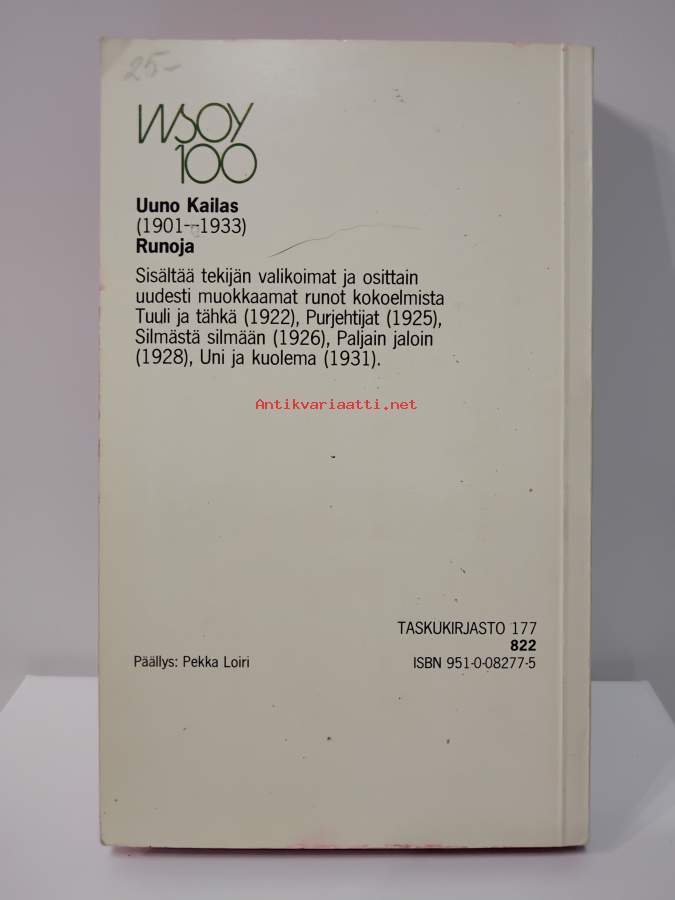 25-
WSOY
100
Uuno Kailas
(1901—1933)
Runoja
Sisältää tekijän valikoimat ja osittain
uudesti muokkaamat runot kokoelmista
Tuuli ja tähkä (1922), Purjehtijat (1925),
Silmästä silmään (1926), Paljain jaloin
(1928), Uni ja kuolema (1931).
Antikvariaatti.net
TASKUKIRJASTO 177
822
Päällys: Pekka Loiri
ISBN 951-0-08277-5